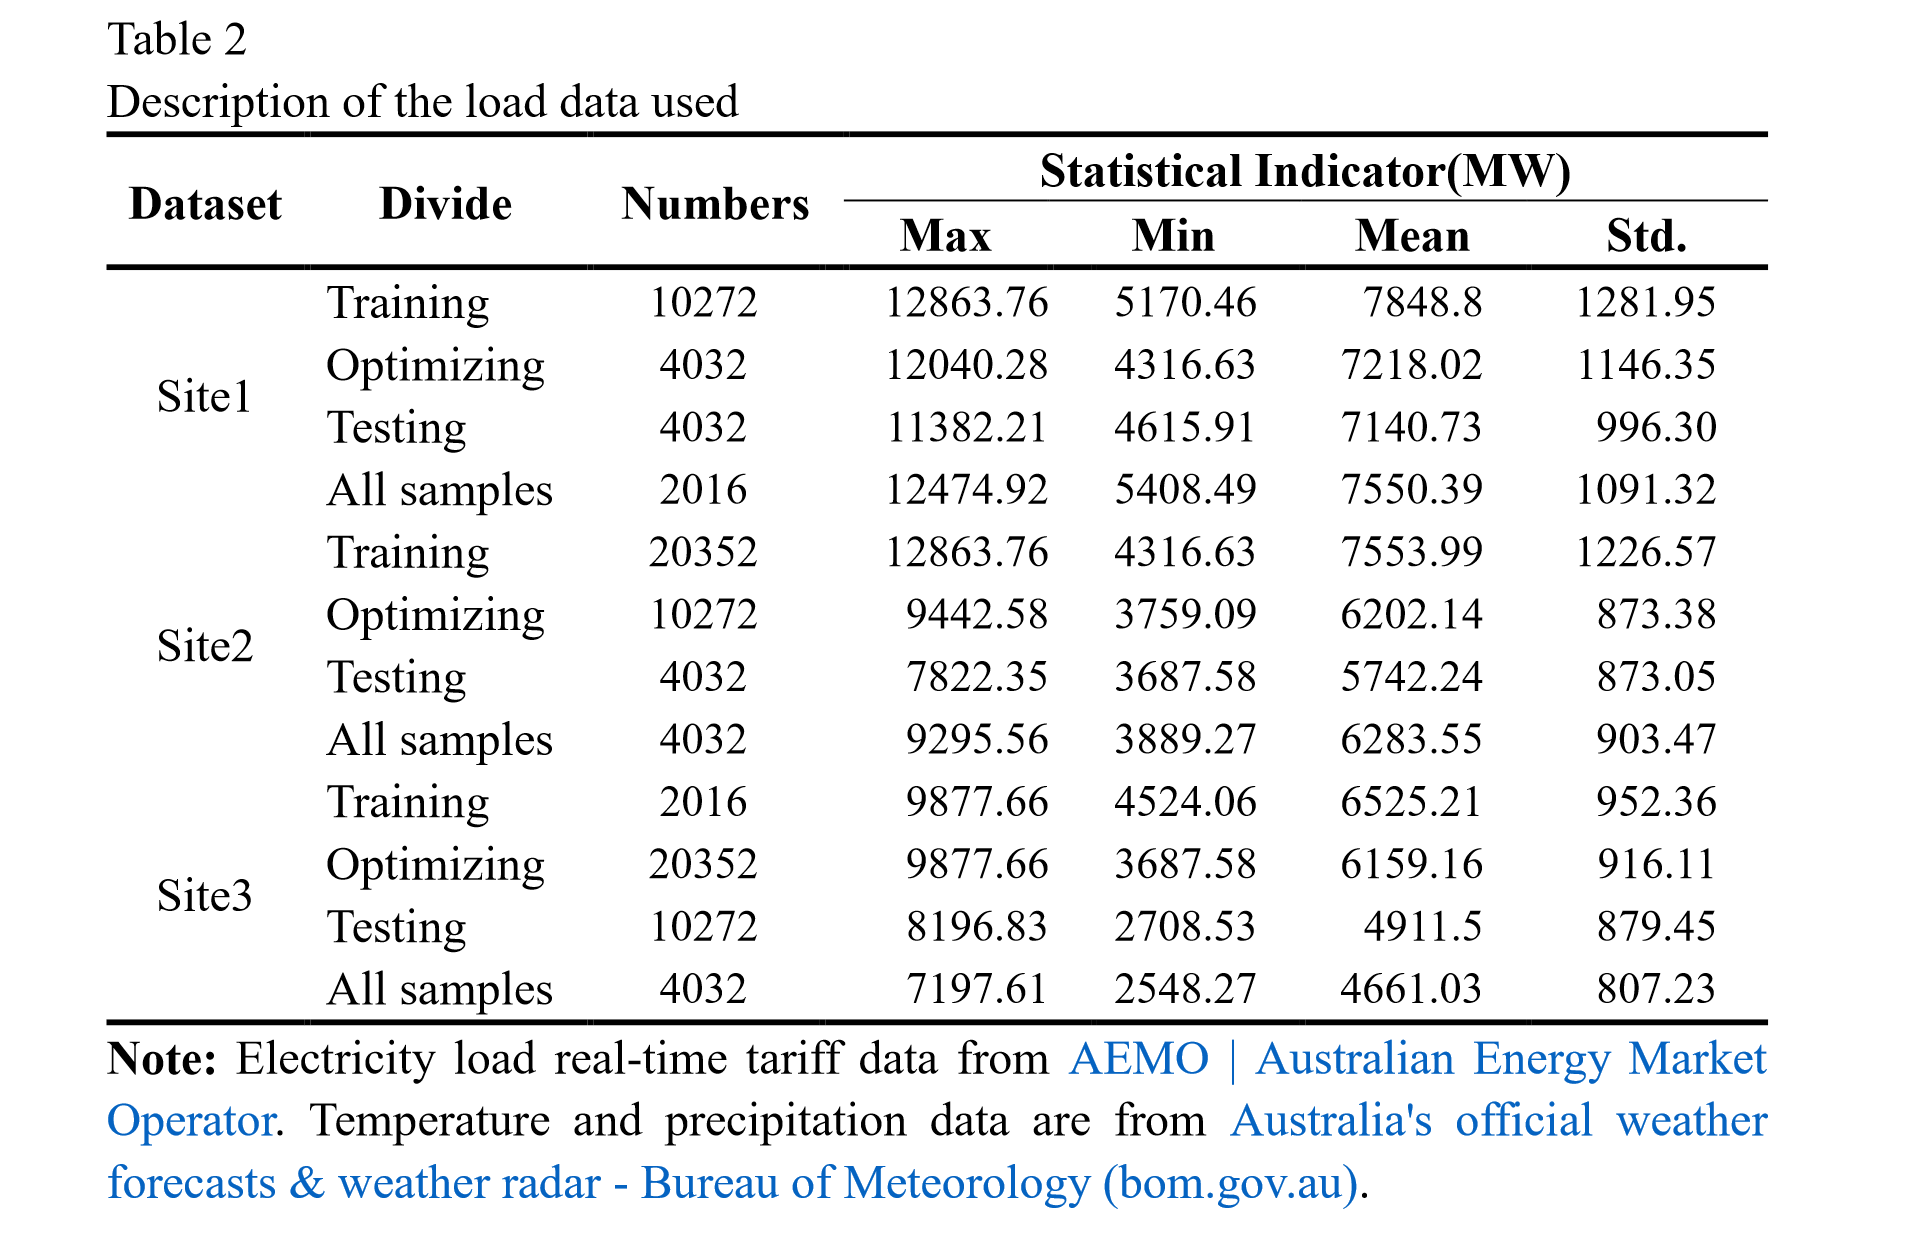 Table 2
Description of the load data used
Dataset Divide Numbers Statistical Indicator(MW)
Max Min Mean Std.
Site1
Training 10272 12863.76 5170.46 7848.8 1281.95
Optimizing 4032 12040.28 4316.63 7218.02 1146.35
Testing 4032 11382.21 4615.91 7140.73 996.30
All samples 2016 12474.92 5408.49 7550.39 1091.32
Site2
Training 20352 12863.76 4316.63 7553.99 1226.57
Optimizing 10272 9442.58 3759.09 6202.14 873.38
Testing 4032 7822.35 3687.58 5742.24 873.05
All samples 4032 9295.56 3889.27 6283.55 903.47
Site3
Training 2016 9877.66 4524.06 6525.21 952.36
Optimizing 20352 9877.66 3687.58 6159.16 916.11
Testing 10272 8196.83 2708.53 4911.5 879.45
All samples 4032 7197.61 2548.27 4661.03 807.23
Note: Electricity load real-time tariff data from AEMO | Australian Energy Market
Operator. Temperature and precipitation data are from Australia's official weather
forecasts & weather radar - Bureau of Meteorology (bom.gov.au).